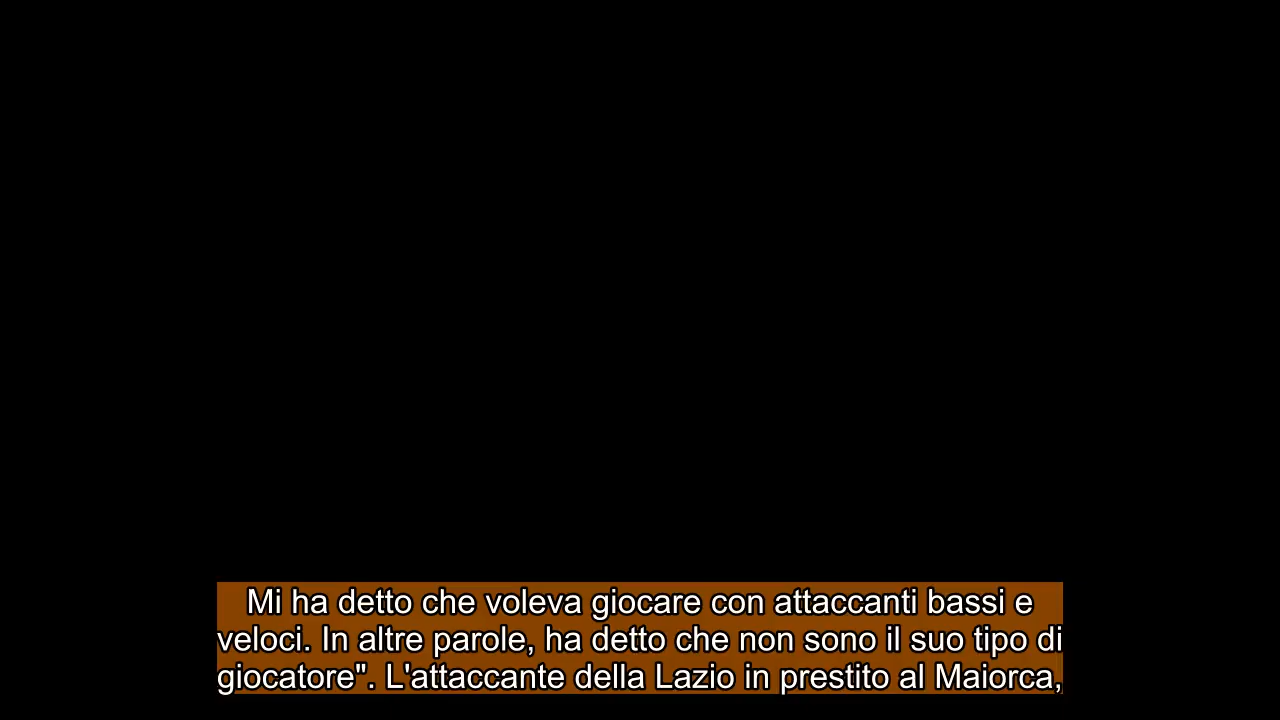 Mi ha detto che voleva giocare con attaccanti bassi e
veloci. In altre parole, ha detto che non sono il suo tipo di
giocatore". L'attaccante della Lazio in prestito al Maiorca,